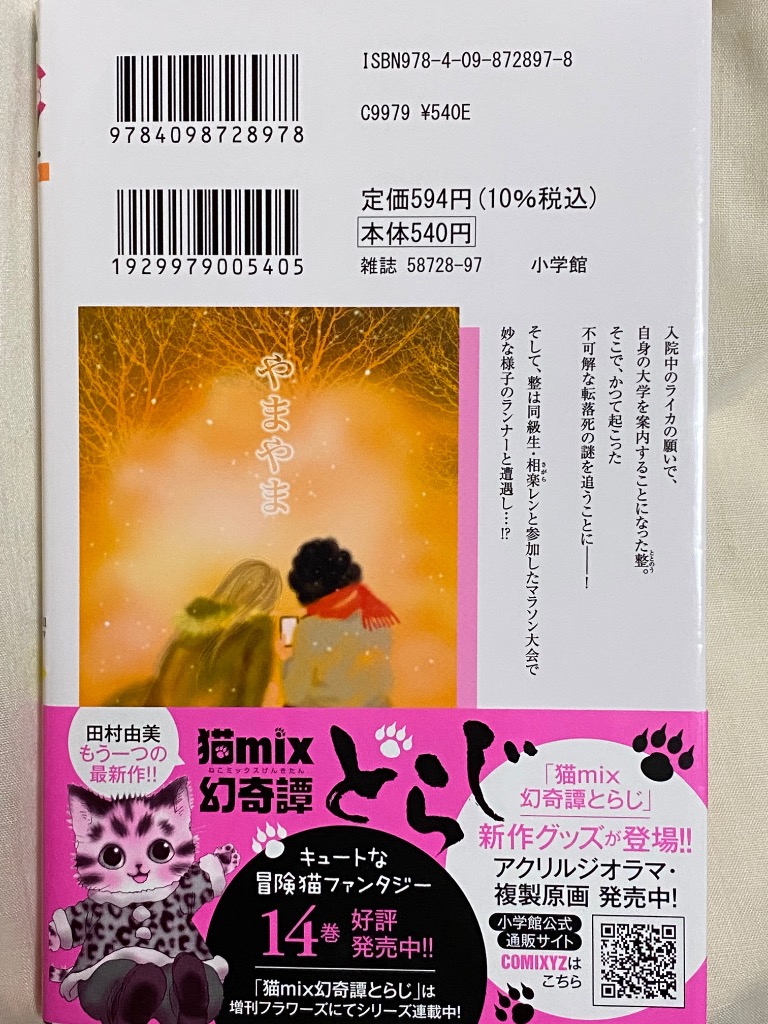 ISBN978-4-09-872897-8
C9979 ¥540E
9784098728978
1929979005405
定価594円(10%税込)
本体540円
雑誌 58728-97 小学館
入院中のライカの願いで、
自身の大学を案内することになった整。
ととのう
そこで、かつて起こった
不可解な転落死の謎を追うことに――!
そして、整は同級生・相楽レンと参加したマラソン大会で
さがら
妙な様子のランナーと遭遇し…!?
やまやま
田村由美
もう一つの
最新作!!
猫mix
ねこミックスげんきたん
幻奇譚
とらじ
キュートな
冒険猫ファンタジー
14巻 好評
発売中!!
「猫mix幻奇譚とらじ」は
増刊フラワーズにてシリーズ連載中!
「猫mix
幻奇譚とらじ」
新作グッズが登場!!
アクリルジオラマ・
複製原画 発売中!
小学館公式
通販サイト
COMIXYZは
こちら